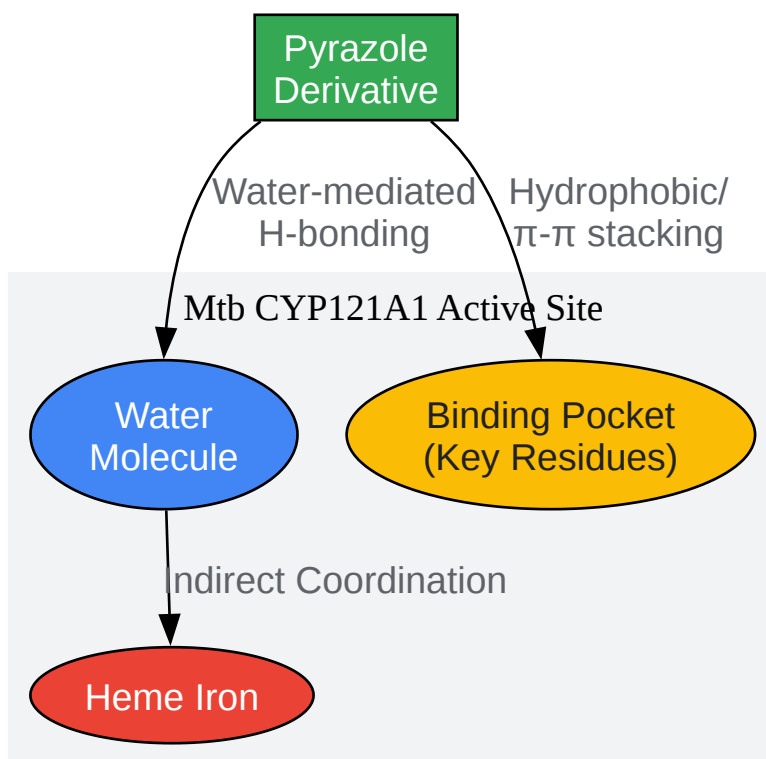 Pyrazole
Derivative
Water-mediated
H-bonding
Hydrophobic/
π-π stacking
Mtb CYP121A1 Active Site
Water
Molecule
Binding Pocket
(Key Residues)
Indirect Coordination
Heme Iron